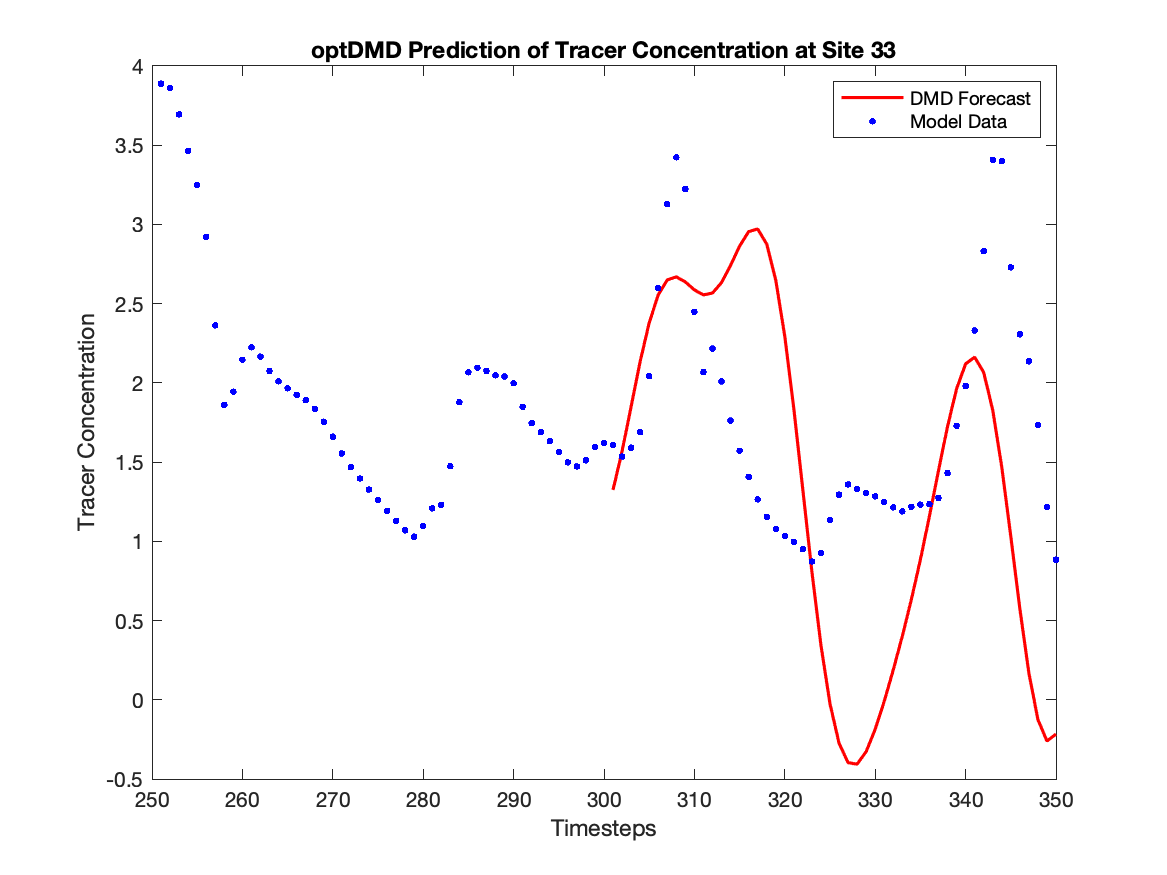 optDMD Prediction of Tracer Concentration at Site 33
DMD Forecast
Model Data
Tracer Concentration
4
3.5
3
2.5
2
1.5
1
0.5
0
-0.5
250 260 270 280 290 300 310 320 330 340 350
Timesteps